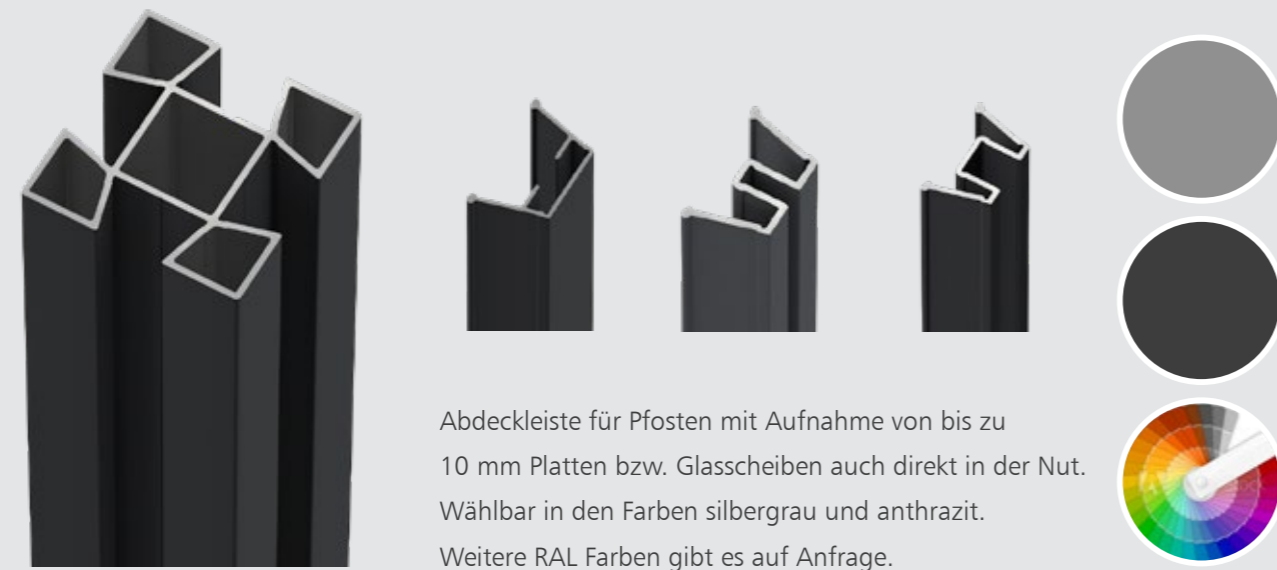 Abdeckleiste für Pfosten mit Aufnahme von bis zu
10 mm Platten bzw. Glasscheiben auch direkt in der Nut.
Wählbar in den Farben silbergrau und anthrazit.
Weitere RAL Farben gibt es auf Anfrage.